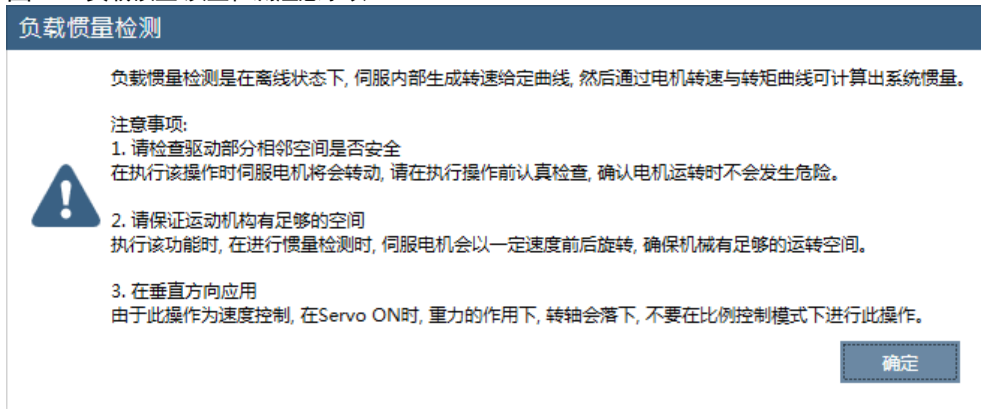 负载惯量检测
负载惯量检测是在离线状态下, 伺服内部生成转速给定曲线, 然后通过电机转速与转矩曲线可计算出系统惯量。
注意事项:
1. 请检查驱动部分相邻空间是否安全
在执行该操作时伺服电机将会转动, 请在执行操作前认真检查, 确认电机运转时不会发生危险。
2. 请保证运动机构有足够的空间
执行该功能时, 在进行惯量检测时, 伺服电机会以一定速度前后旋转, 确保机械有足够的运转空间。
3. 在垂直方向应用
由于此操作为速度控制, 在Servo ON时, 重力的作用下, 转轴会落下, 不要在比例控制模式下进行此操作。
确定